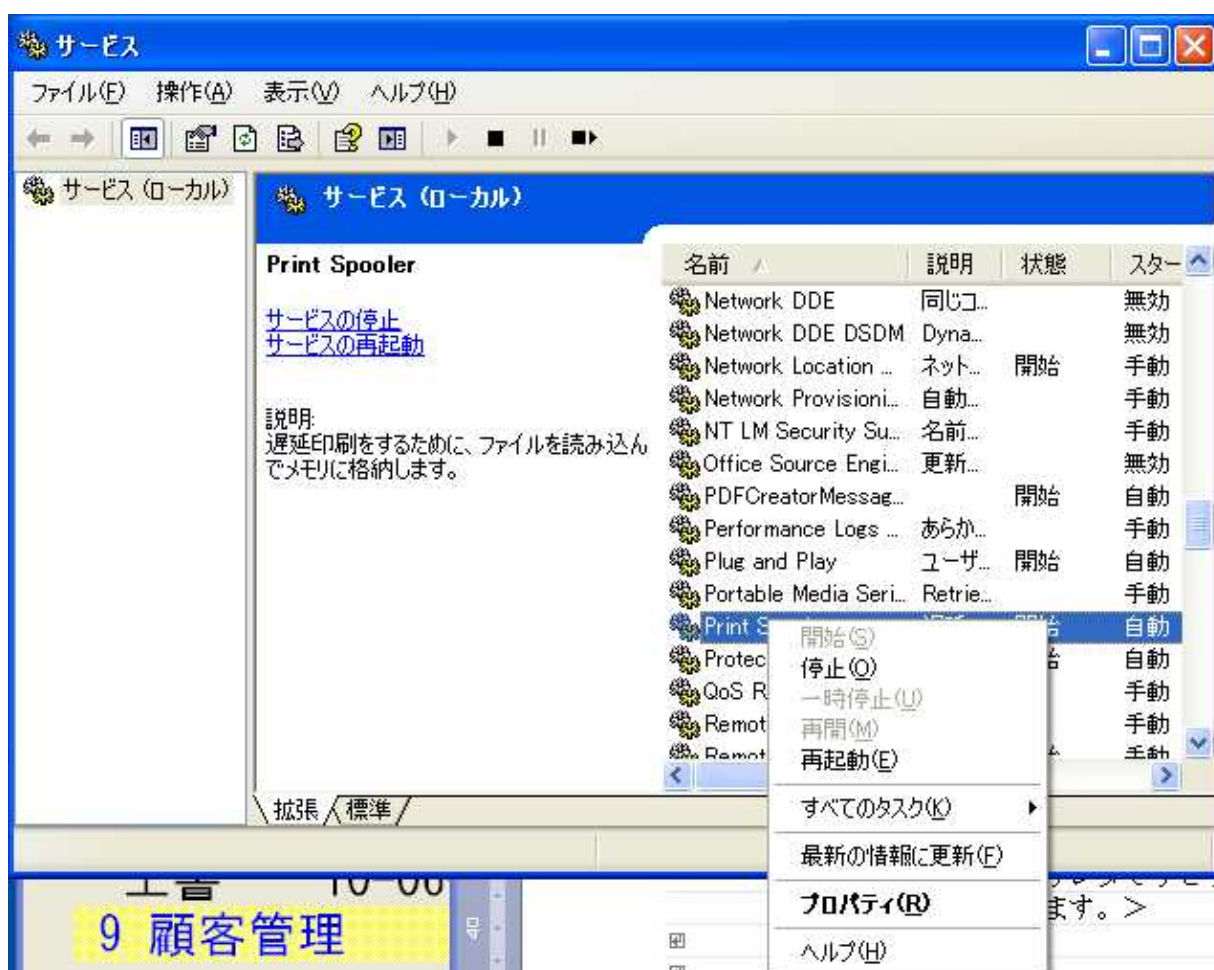 サービス
ファイル(F) 操作(A) 表示(V) ヘルプ(H)
サービス (ローカル)
サービス (ローカル)
Print Spooler
サービスの停止
サービスの再起動
説明:
遅延印刷をするために、ファイルを読み込ん
でメモリに格納します。
名前 説明 状態 スター
Network DDE 同じコ... 無効
Network DDE DSDM Dyna... 無効
Network Location ... ネット... 開始 手動
Network Provisioni... 自動... 手動
NT LM Security Su... 名前... 手動
Office Source Engi... 更新... 無効
PDFCreatorMessag... 開始 自動
Performance Logs ... あらか... 手動
Plug and Play ユーザ... 開始 自動
Portable Media Seri... Retrie... 手動
Print S 自動
Protec 自動
QoS R 手動
Remot 手動
Remot 手動
開始(S)
停止(O)
一時停止(U)
再開(M)
再起動(E)
すべてのタスク(K)
最新の情報に更新(F)
プロパティ(R)
ヘルプ(H)
拡張 標準
9 顧客管理
ます。>